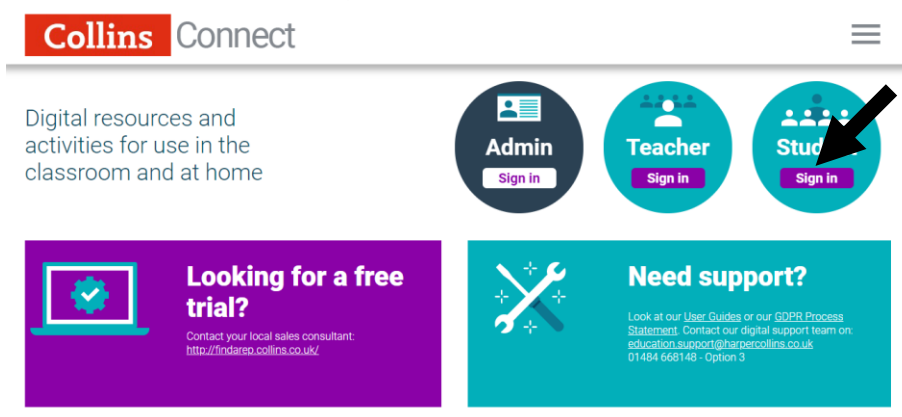 Collins Connect
Digital resources and
activities for use in the
classroom and at home
Admin
Sign in
Teacher
Sign in
Sign in
Looking for a free
trial?
Contact your local sales consultant:
http://findarep.collins.co.uk/
Need support?
Look at our User Guides or our GDPR Process
Statement. Contact our digital support team on:
education.support@harpercollins.co.uk
01484 668148 - Option 3